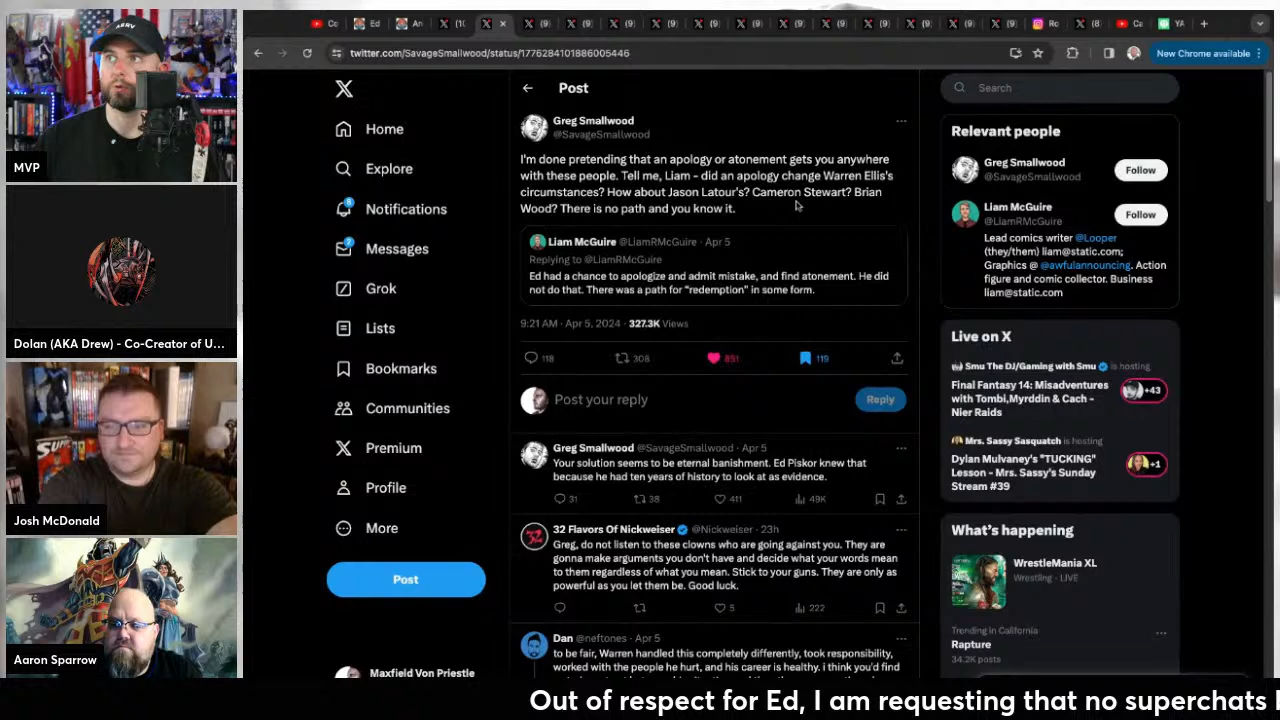 twitter.com/SavageSmallwood/status/1776284101886005446
New Chrome available
AERV
MVP
Dolan (AKA Drew) - Co-Creator of U...
Josh McDonald
Aaron Sparrow
Home
Explore
8
Notifications
2
Messages
Grok
Lists
Bookmarks
Communities
Premium
Profile
More
Post
Maxfield Von Priestle
Post
Greg Smallwood
@SavageSmallwood
I'm done pretending that an apology or atonement gets you anywhere
with these people. Tell me, Liam - did an apology change Warren Ellis's
circumstances? How about Jason Latour's? Cameron Stewart? Brian
Wood? There is no path and you know it.
Liam McGuire @LiamRMcGuire · Apr 5
Replying to @LiamRMcGuire
Ed had a chance to apologize and admit mistake, and find atonement. He did
not do that. There was a path for "redemption" in some form.
9:21 AM · Apr 5, 2024 · 327.3K Views
118 308 891 119
Post your reply
Reply
Greg Smallwood @SavageSmallwood · Apr 5
Your solution seems to be eternal banishment. Ed Piskor knew that
because he had ten years of history to look at as evidence.
31 38 411 49K
32 Flavors Of Nickweiser @Nickweiser · 23h
Greg, do not listen to these clowns who are going against you. They are
gonna make arguments you don't have and decide what your words mean
to them regardless of what you mean. Stick to your guns. They are only as
powerful as you let them be. Good luck.
5 222
Dan @neftones · Apr 5
to be fair, Warren handled this completely differently, took responsibility,
worked with the people he hurt, and his career is healthy. i think you'd find
Search
Relevant people
Greg Smallwood
@SavageSmallwood
Follow
Liam McGuire
@LiamRMcGuire
Follow
Lead comics writer @Looper
(they/them) liam@static.com;
Graphics @ @awfulannouncing. Action
figure and comic collector. Business
liam@static.com
Live on X
Smu The DJ/Gaming with Smu is hosting
Final Fantasy 14: Misadventures
with Tombi,Myrddin & Cach -
Nier Raids
+43
Mrs. Sassy Sasquatch is hosting
Dylan Mulvaney's "TUCKING"
Lesson - Mrs. Sassy's Sunday
Stream #39
+1
What's happening
WrestleMania XL
Wrestling · LIVE
Trending in California
Rapture
34.2K posts
Out of respect for Ed, I am requesting that no superchats